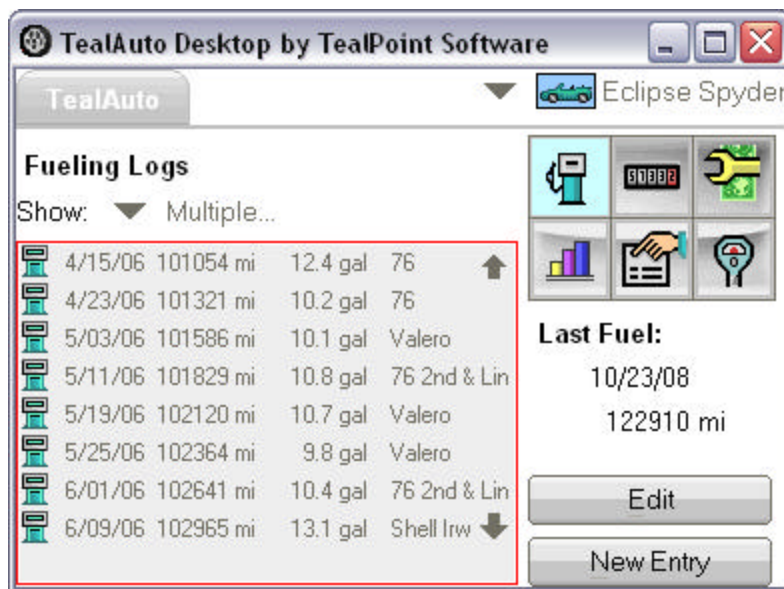 TealAuto Desktop by TealPoint Software
TealAuto
Eclipse Spyder
Fueling Logs
Show: Multiple...
4/15/06 101054 mi 12.4 gal 76
4/23/06 101321 mi 10.2 gal 76
5/03/06 101586 mi 10.1 gal Valero
5/11/06 101829 mi 10.8 gal 76 2nd & Lin
5/19/06 102120 mi 10.7 gal Valero
5/25/06 102364 mi 9.8 gal Valero
6/01/06 102641 mi 10.4 gal 76 2nd & Lin
6/09/06 102965 mi 13.1 gal Shell Irw
Last Fuel:
10/23/08
122910 mi
Edit
New Entry